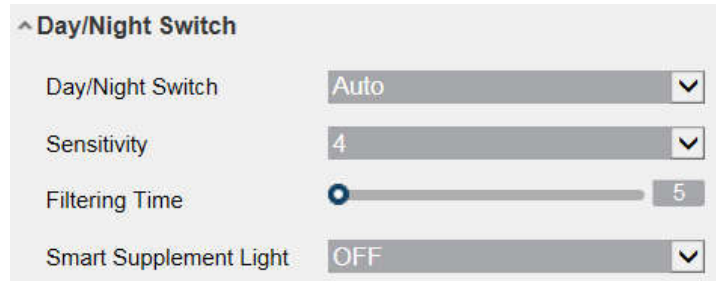 Day/Night Switch
Day/Night Switch Auto
Sensitivity 4
Filtering Time 5
Smart Supplement Light OFF